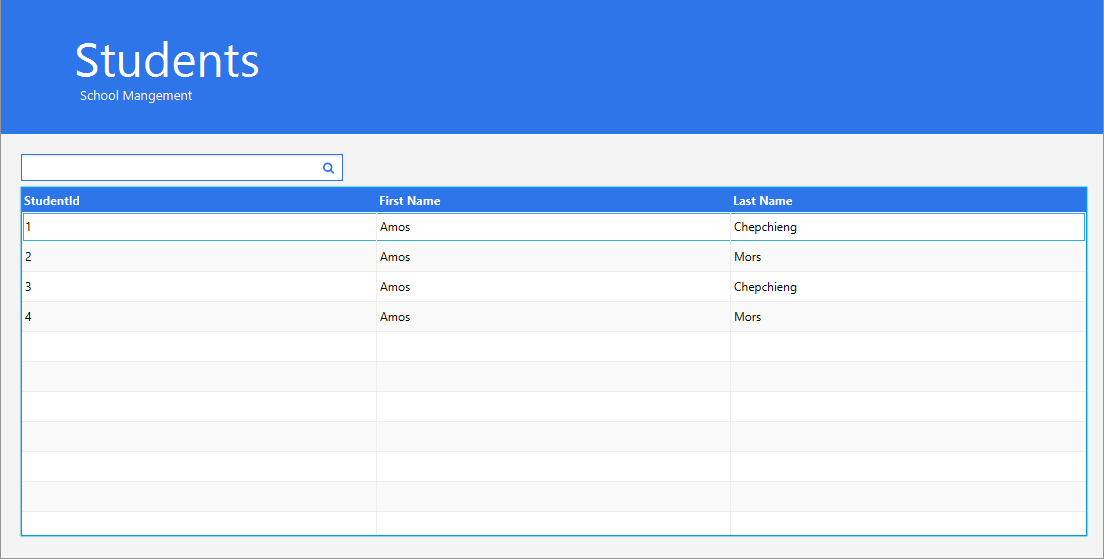 Students
School Mangement
StudentId First Name Last Name
1 Amos Chepchieng
2 Amos Mors
3 Amos Chepchieng
4 Amos Mors